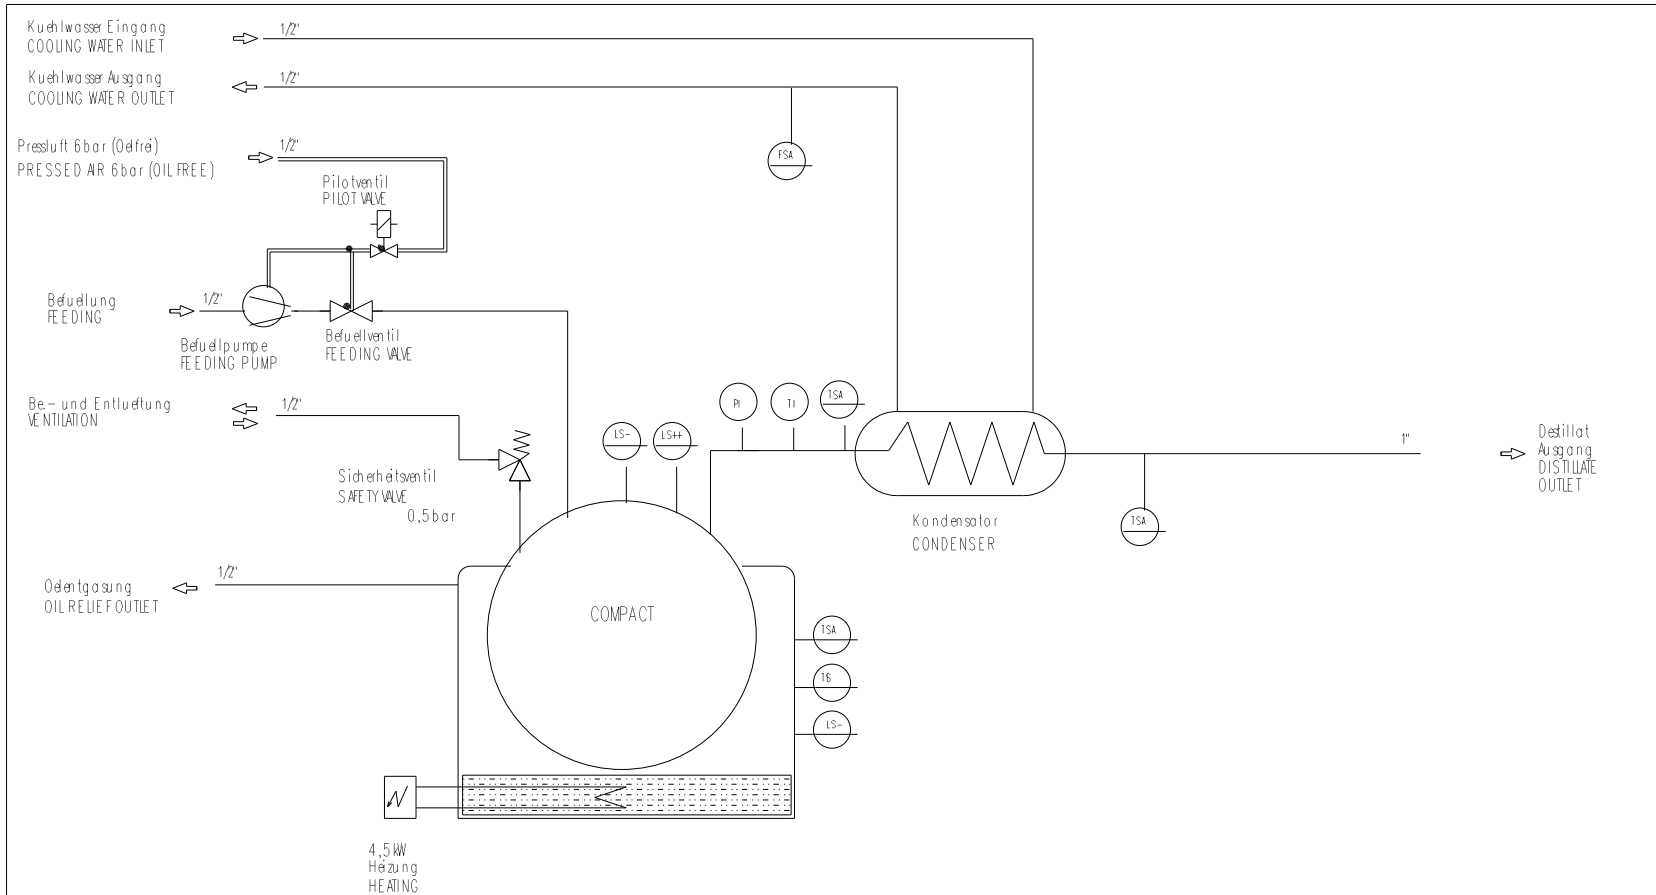 Kuehlwasser Eingang
COOLING WATER INLET
1/2"
Kuehlwasser Ausgang
COOLING WATER OUTLET
1/2"
Pressluft 6bar (Oelfrei)
PRESSED AIR 6bar (OIL FREE)
1/2"
FSA
Pilotventil
PILOT VALVE
Befuellung
FEEDING
1/2"
Befuellpumpe
FEEDING PUMP
Befuellventil
FEEDING VALVE
Be.- und Entlueftung
VENTILATION
1/2"
Sicherheitsventil
SAFETY VALVE
0,5bar
LS-
LS++
PI
TI
TSA
Kondensator
CONDENSER
1"
Destillat
Ausgang
DISTILLATE
OUTLET
TSA
Oelentgasung
OIL RELIEF OUTLET
1/2"
COMPACT
TSA
TIS
LS-
4,5kW
Heizung
HEATING